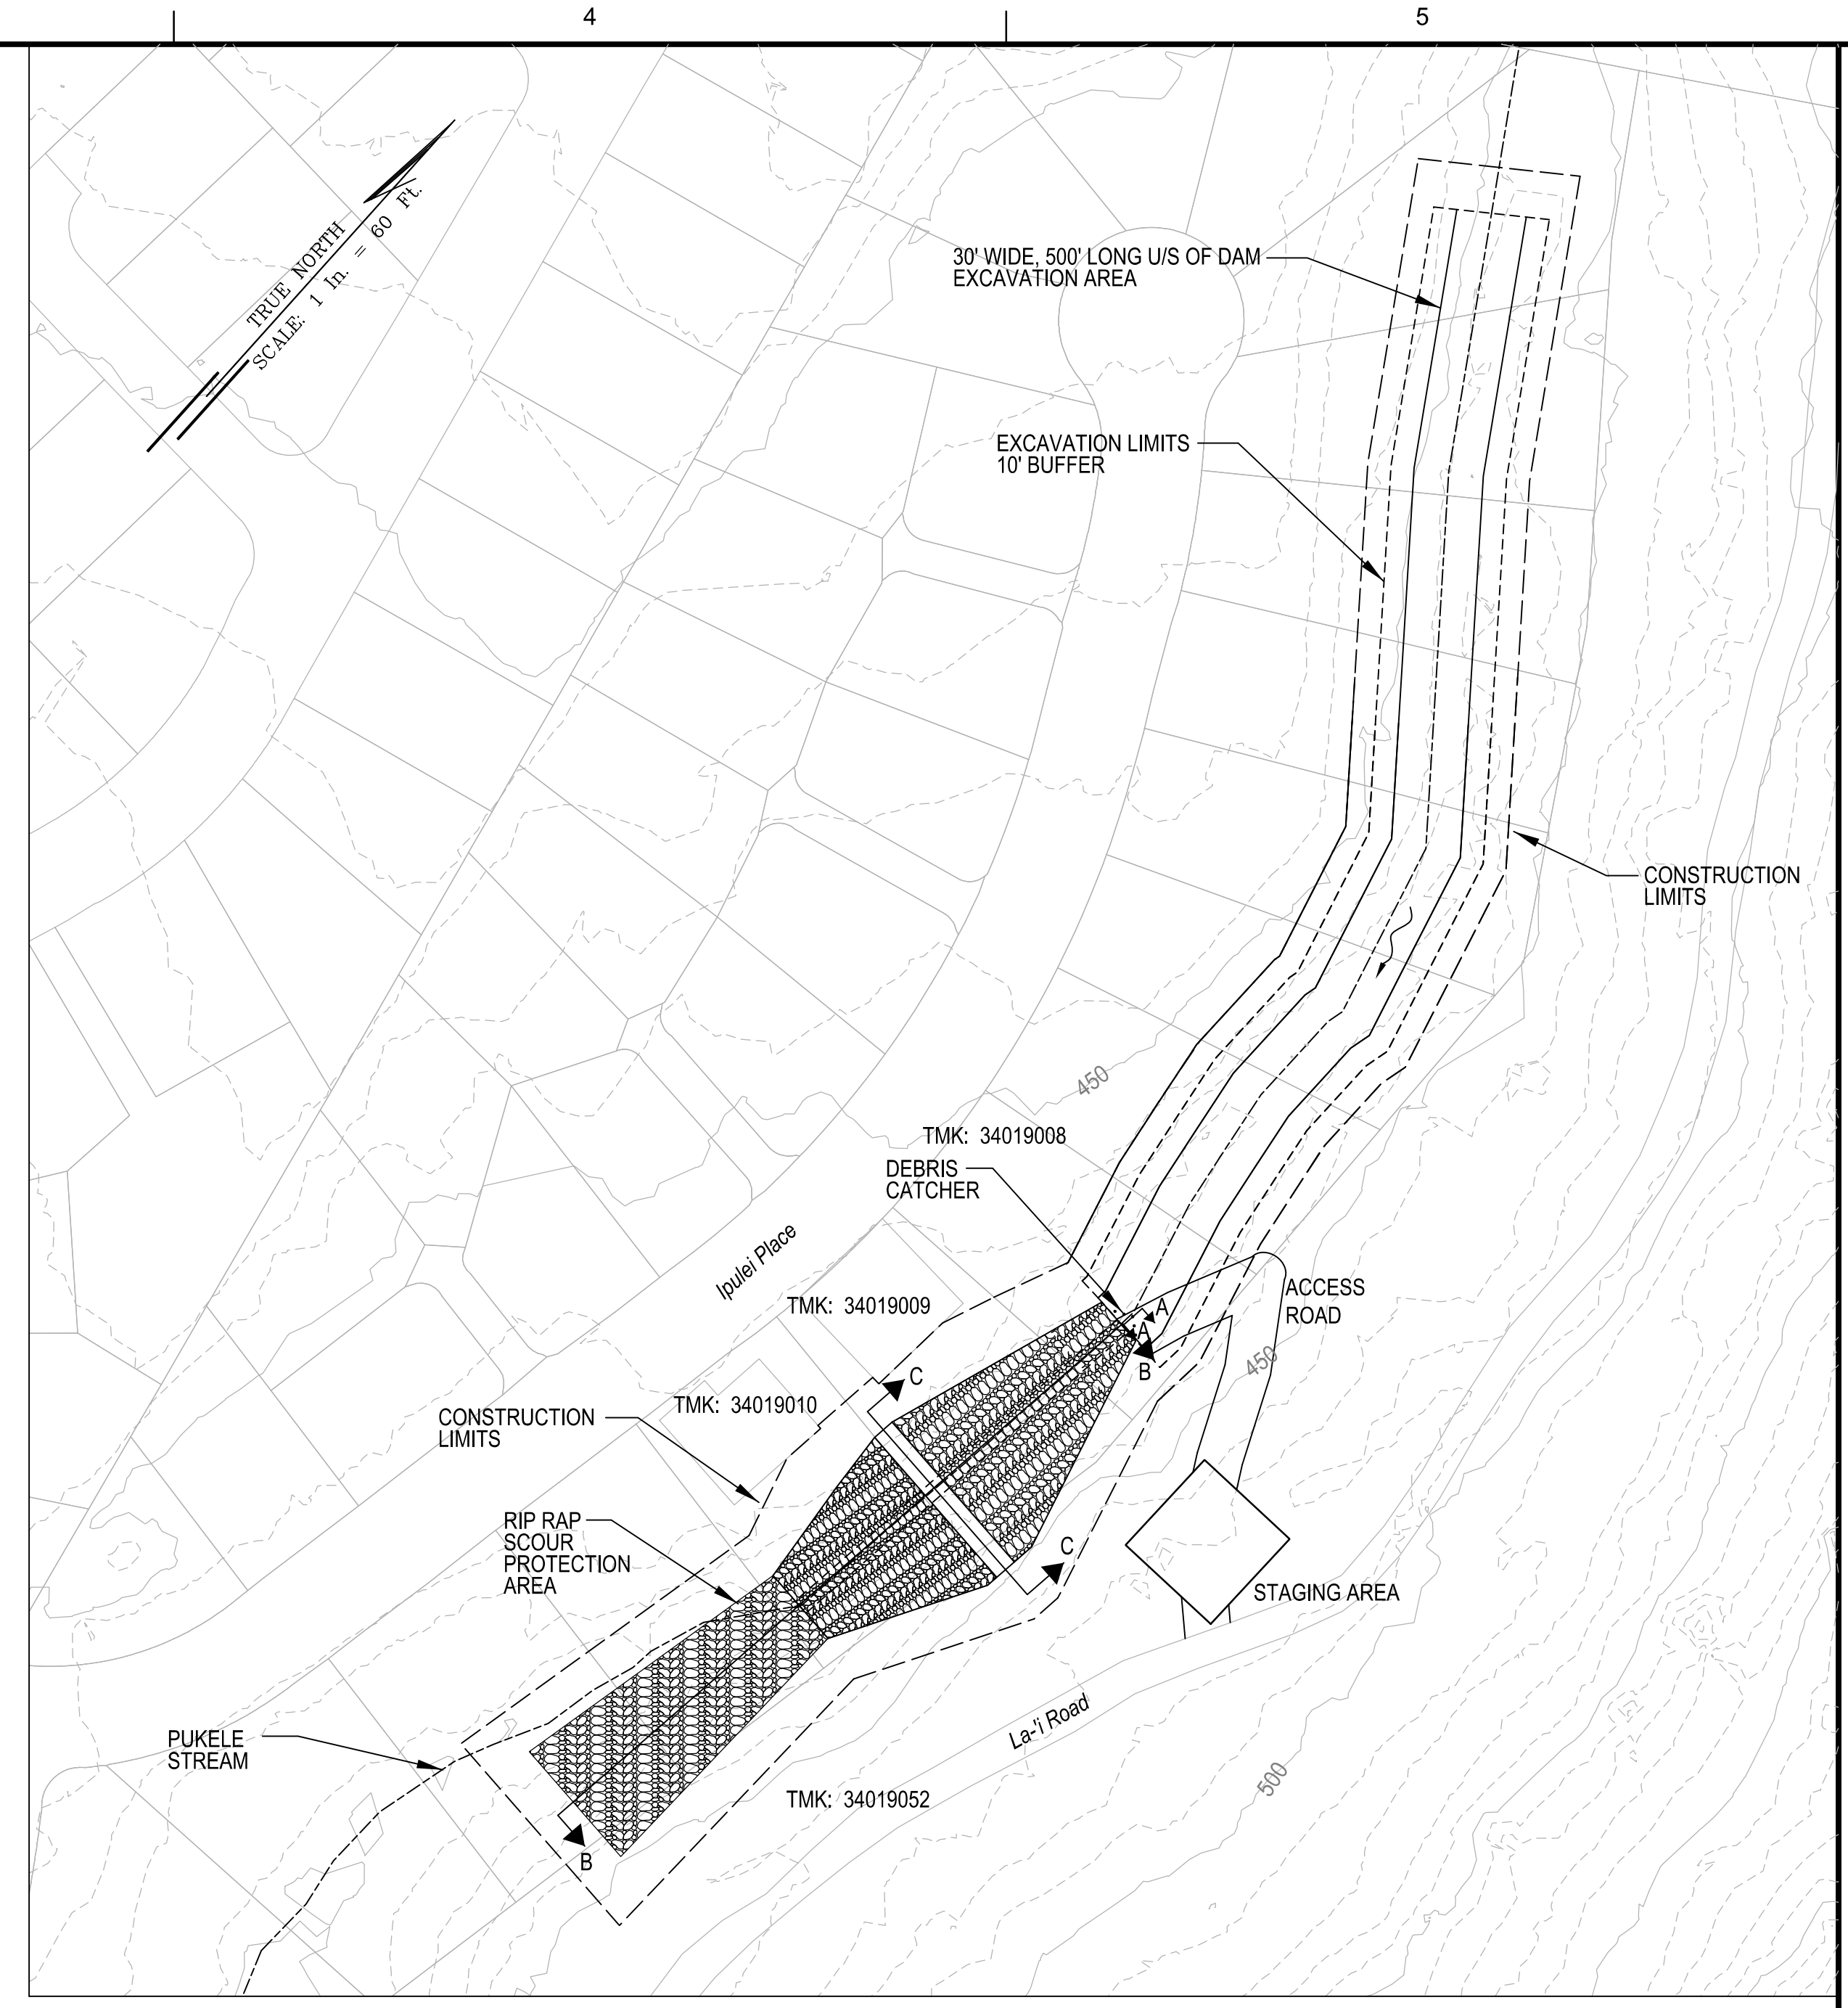 4
5
TRUE NORTH
SCALE: 1 In. = 60 Ft.
30' WIDE, 500' LONG U/S OF DAM
EXCAVATION AREA
EXCAVATION LIMITS
10' BUFFER
CONSTRUCTION
LIMITS
450
TMK: 34019008
DEBRIS
CATCHER
Ipulei Place
ACCESS
ROAD
TMK: 34019009
A
A
B
450
C
TMK: 34019010
CONSTRUCTION
LIMITS
RIP RAP
SCOUR
PROTECTION
AREA
C
STAGING AREA
La-'i Road
PUKELE
STREAM
500
TMK: 34019052
B